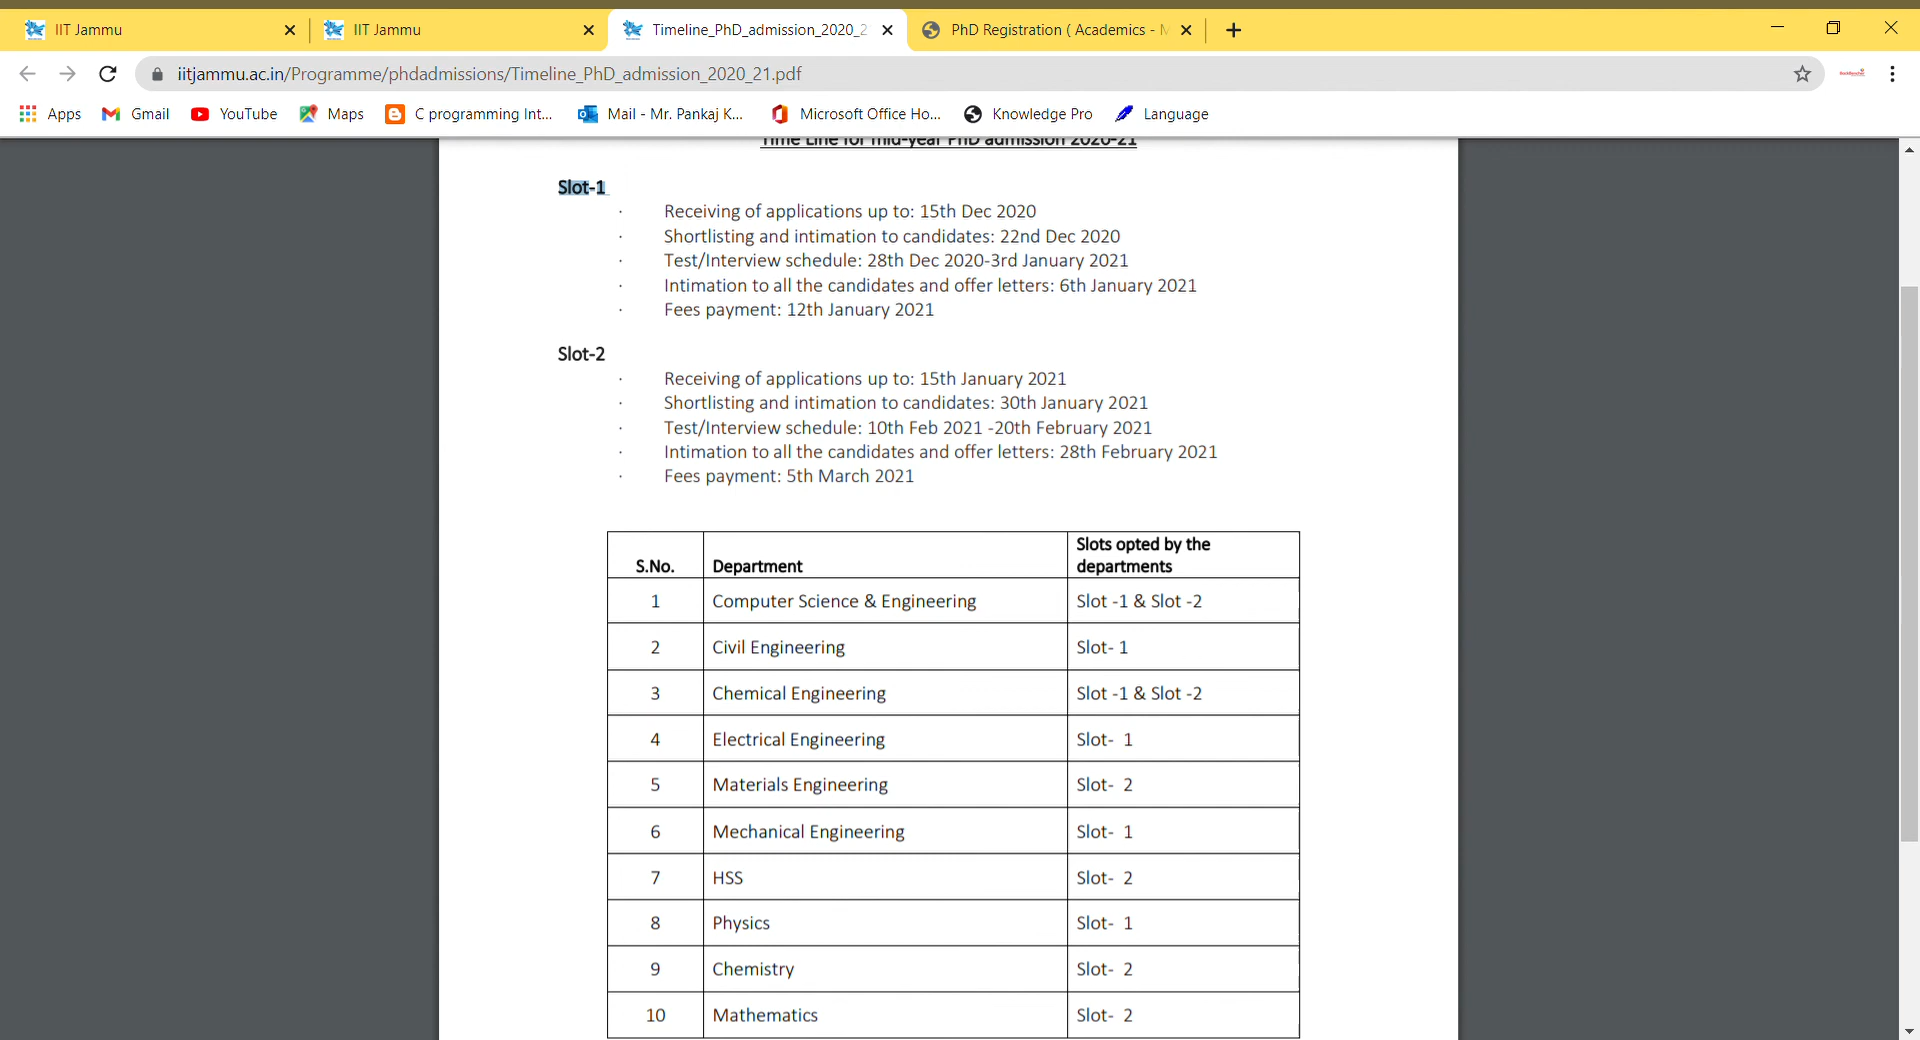 IIT Jammu
IIT Jammu
Timeline_PhD_admission_2020_2
PhD Registration ( Academics - M
iitjammu.ac.in/Programme/phdadmissions/Timeline_PhD_admission_2020_21.pdf
Apps
Gmail
YouTube
Maps
C programming Int...
Mail - Mr. Pankaj K...
Microsoft Office Ho...
Knowledge Pro
Language
Time Line for mid-year PhD admission 2020-21
Slot-1
· Receiving of applications up to: 15th Dec 2020
· Shortlisting and intimation to candidates: 22nd Dec 2020
· Test/Interview schedule: 28th Dec 2020-3rd January 2021
· Intimation to all the candidates and offer letters: 6th January 2021
· Fees payment: 12th January 2021
Slot-2
· Receiving of applications up to: 15th January 2021
· Shortlisting and intimation to candidates: 30th January 2021
· Test/Interview schedule: 10th Feb 2021 -20th February 2021
· Intimation to all the candidates and offer letters: 28th February 2021
· Fees payment: 5th March 2021
S.No. Department Slots opted by the departments
1 Computer Science & Engineering Slot -1 & Slot -2
2 Civil Engineering Slot- 1
3 Chemical Engineering Slot -1 & Slot -2
4 Electrical Engineering Slot- 1
5 Materials Engineering Slot- 2
6 Mechanical Engineering Slot- 1
7 HSS Slot- 2
8 Physics Slot- 1
9 Chemistry Slot- 2
10 Mathematics Slot- 2